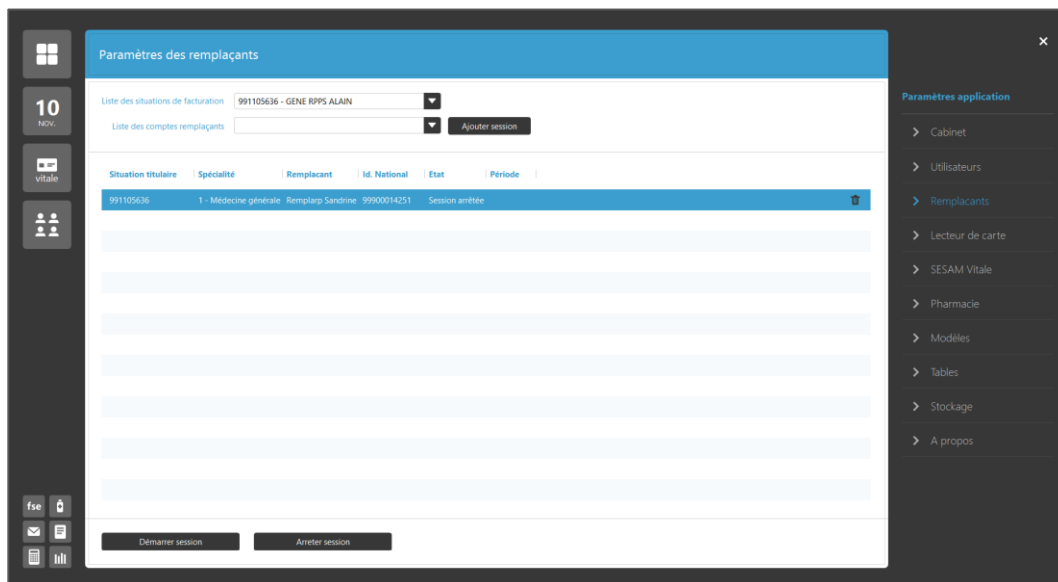 Paramètres des remplaçants
10
NOV.
vitale
fse
Liste des situations de facturation 991105636 - GENE RPPS ALAIN
Liste des comptes remplaçants Ajouter session
Situation titulaire Spécialité Remplacant Id. National Etat Période
991105636 1 - Médecine générale Remplarp Sandrine 99900014251 Session arrêtée
Démarrer session Arreter session
Paramètres application
Cabinet
Utilisateurs
Remplacants
Lecteur de carte
SESAM Vitale
Pharmacie
Modèles
Tables
Stockage
A propos